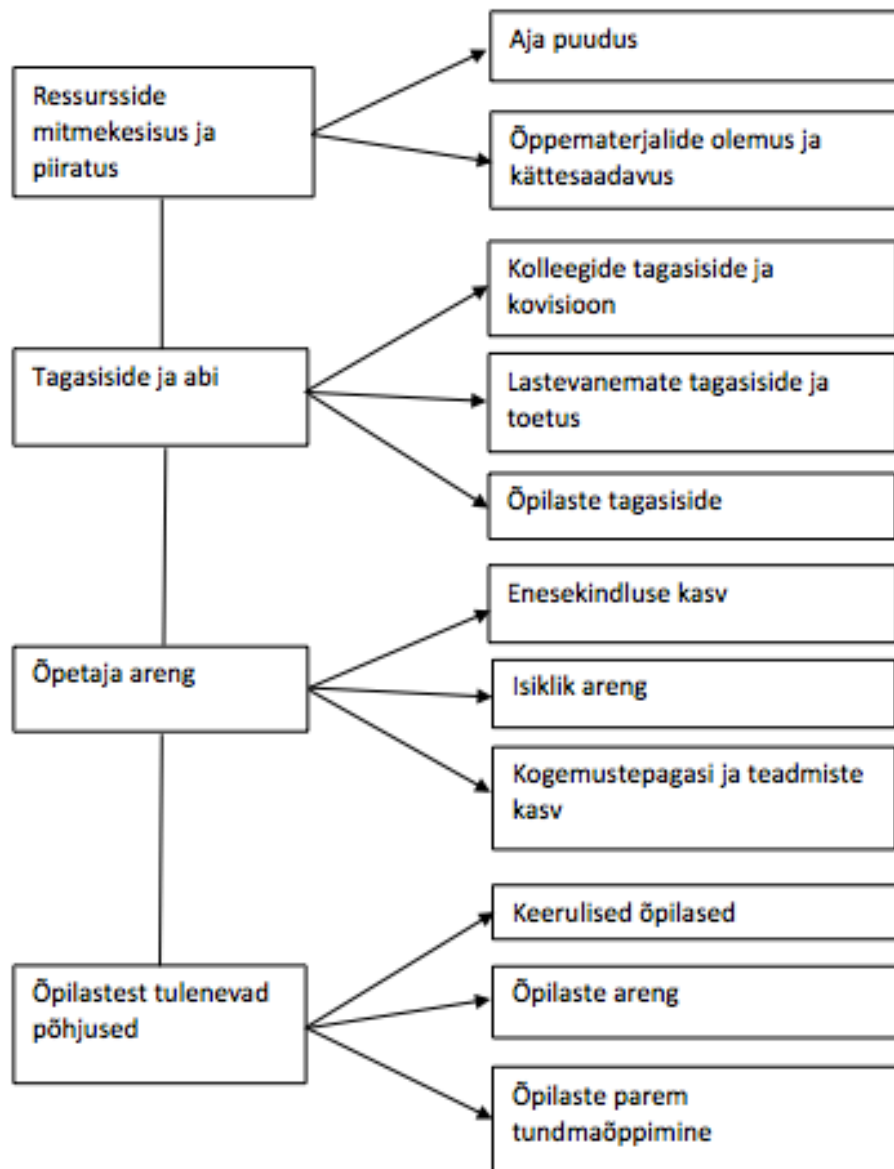 Ressursside
mitmekesisus ja
piiratus
Aja puudus
Õppematerjalide olemus ja
kättesaadavus
Tagasiside ja abi
Kolleegide tagasiside ja
kovisioon
Lastevanemate tagasiside ja
toetus
Õpilaste tagasiside
Õpetaja areng
Enesekindluse kasv
Isiklik areng
Kogemustepagasi ja teadmiste
kasv
Õpilastest tulenevad
põhjused
Keerulised õpilased
Õpilaste areng
Õpilaste parem
tundmaõppimine